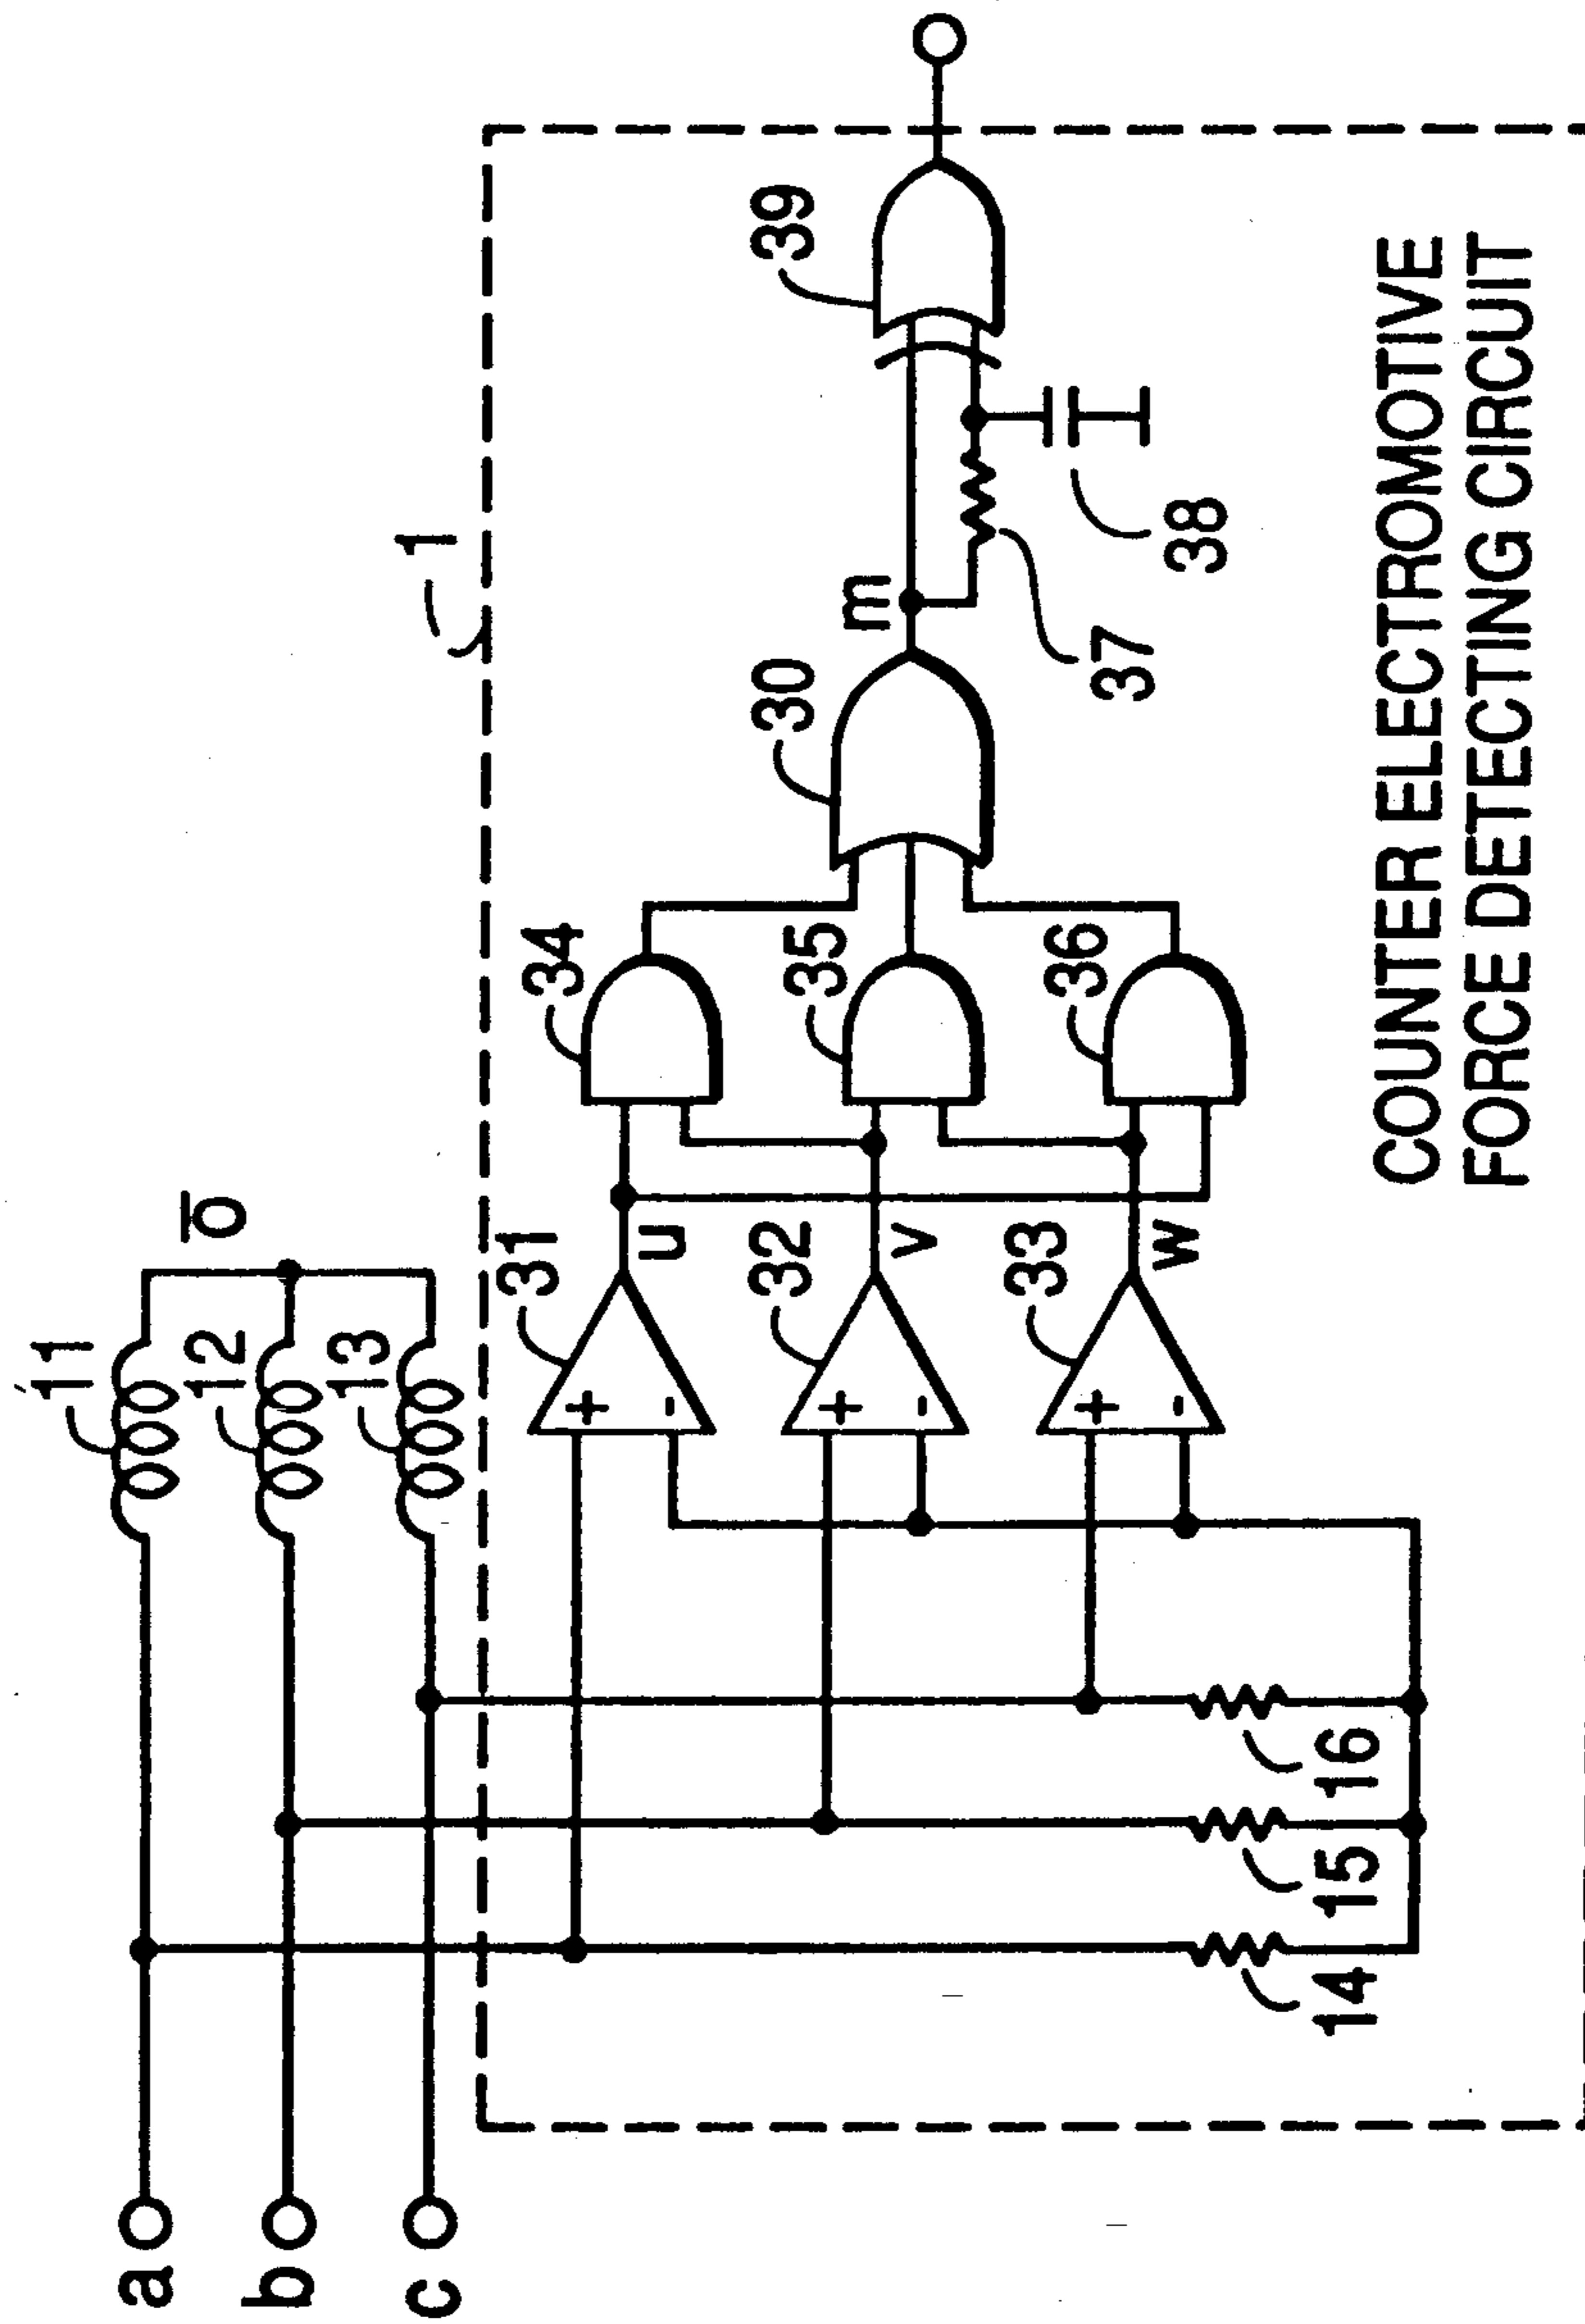 11
12
13
o
a
b
c
1
31
32
33
+
-
+
-
+
-
u
v
w
34
35
36
30
m
39
37
38
14
15
16
COUNTER ELECTROMOTIVE
FORCE DETECTING CIRCUIT